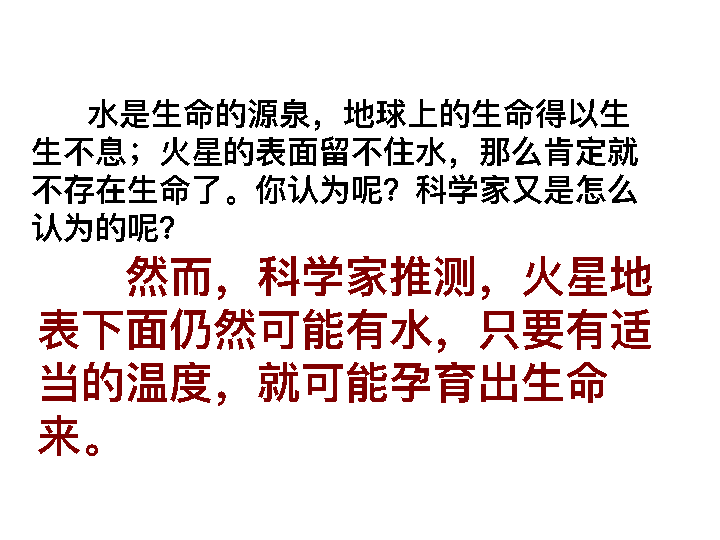 水是生命的源泉，地球上的生命得以生
生不息；火星的表面留不住水，那么肯定就
不存在生命了。你认为呢？科学家又是怎么
认为的呢？
然而，科学家推测，火星地
表下面仍然可能有水，只要有适
当的温度，就可能孕育出生命
来。